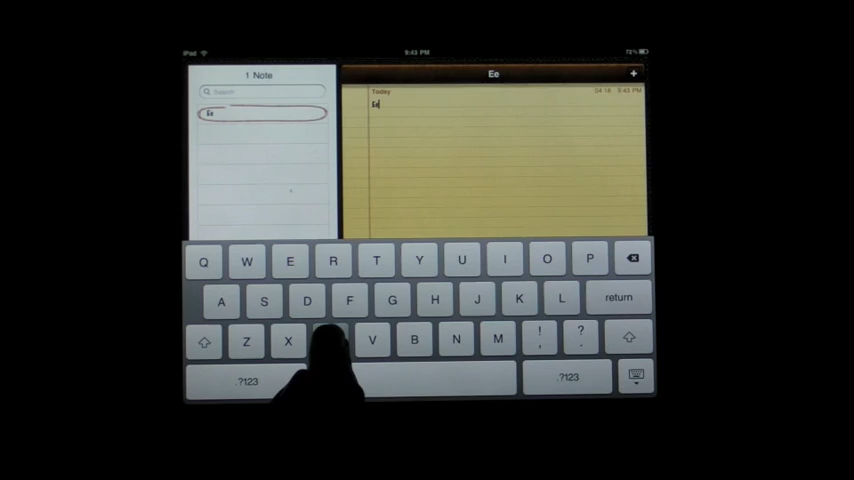 iPad
9:43 PM
72%
1 Note
Ee
+
Search
Today
04:18 9:43 PM
Ee
Ee
Q W E R T Y U I O P
A S D F G H J K L return
Z X V B N M ! , ? .
.?123 .?123